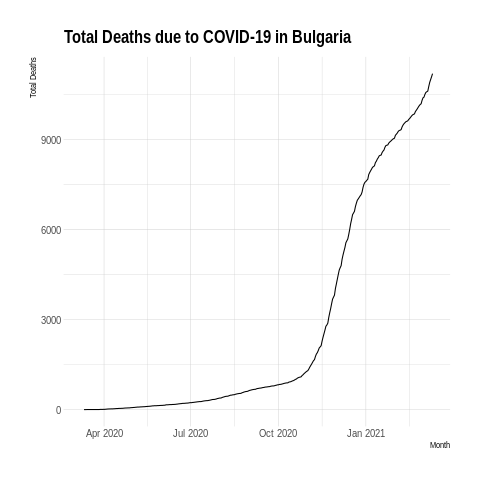 Total Deaths due to COVID-19 in Bulgaria
Total Deaths
9000
6000
3000
0
Apr 2020 Jul 2020 Oct 2020 Jan 2021
Month